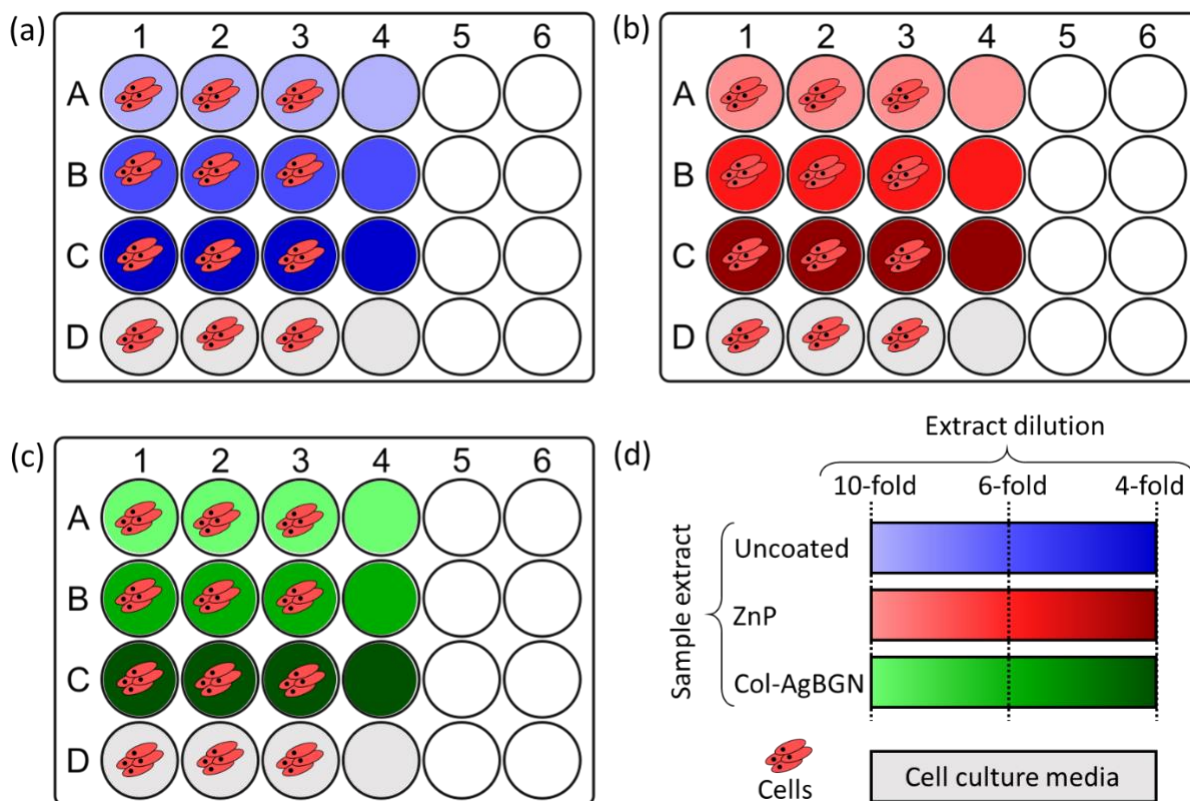 (a)
1 2 3 4 5 6
A
B
C
D
(b)
1 2 3 4 5 6
A
B
C
D
(c)
1 2 3 4 5 6
A
B
C
D
(d)
Extract dilution
10-fold 6-fold 4-fold
Sample extract
Uncoated
ZnP
Col-AgBGN
Cells
Cell culture media